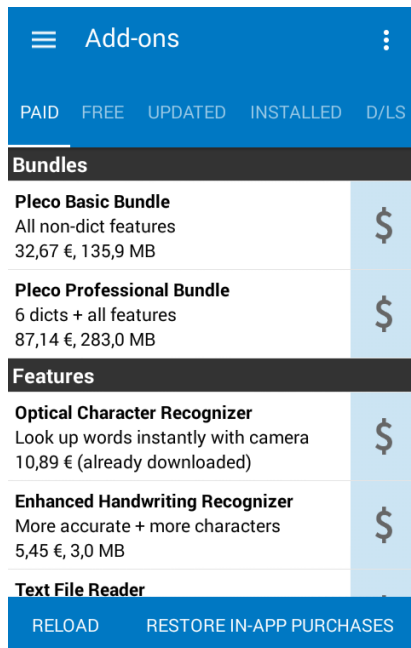 Add-ons
PAID FREE UPDATED INSTALLED D/LS
Bundles
Pleco Basic Bundle
All non-dict features
32,67 €, 135,9 MB
$
Pleco Professional Bundle
6 dicts + all features
87,14 €, 283,0 MB
$
Features
Optical Character Recognizer
Look up words instantly with camera
10,89 € (already downloaded)
$
Enhanced Handwriting Recognizer
More accurate + more characters
5,45 €, 3,0 MB
$
Text File Reader
RELOAD RESTORE IN-APP PURCHASES